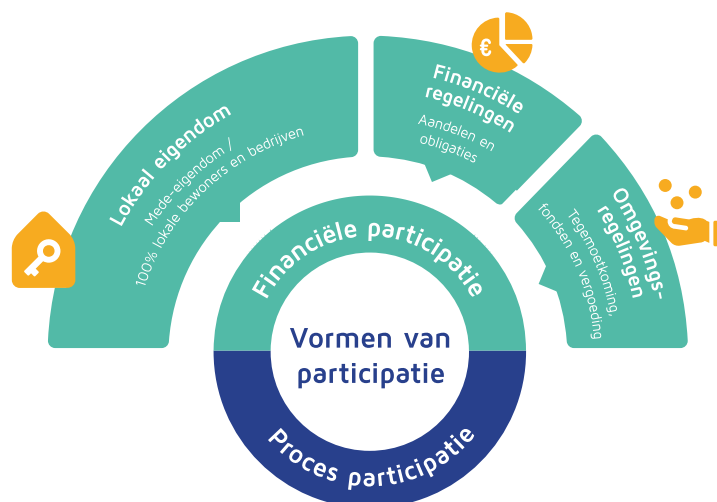 Lokaal eigendom
Mede-eigendom /
100% lokale bewoners en bedrijven
€
Financiële
regelingen
Aandelen en
obligaties
Omgevings-
regelingen
Tegemoetkoming,
fondsen en vergoeding
Financiële participatie
Vormen van
participatie
Proces participatie